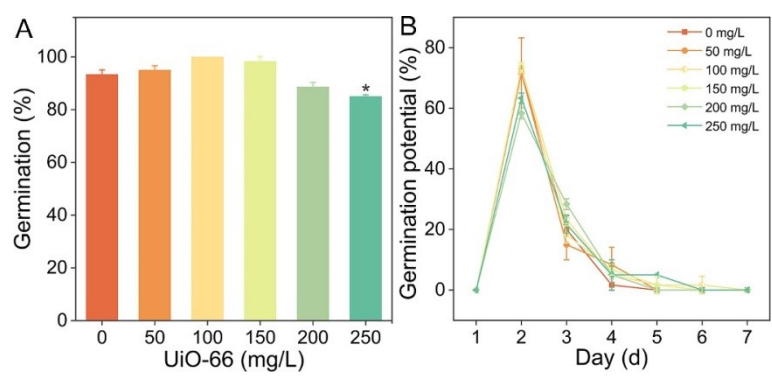 A
Germination (%)
100
80
60
40
20
0
*
0 50 100 150 200 250
UiO-66 (mg/L)
B
Germination potential (%)
80
60
40
20
0
0 mg/L
50 mg/L
100 mg/L
150 mg/L
200 mg/L
250 mg/L
1 2 3 4 5 6 7
Day (d)